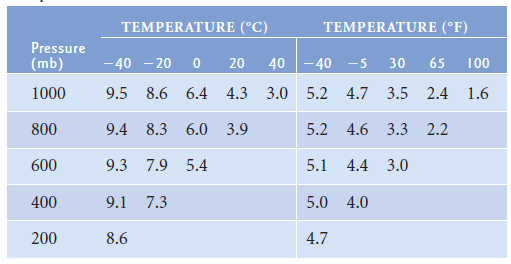 TEMPERATURE (°C) TEMPERATURE (°F)
Pressure
(mb) −40 −20 0 20 40 −40 −5 30 65 100
1000 9.5 8.6 6.4 4.3 3.0 5.2 4.7 3.5 2.4 1.6
800 9.4 8.3 6.0 3.9 5.2 4.6 3.3 2.2
600 9.3 7.9 5.4 5.1 4.4 3.0
400 9.1 7.3 5.0 4.0
200 8.6 4.7